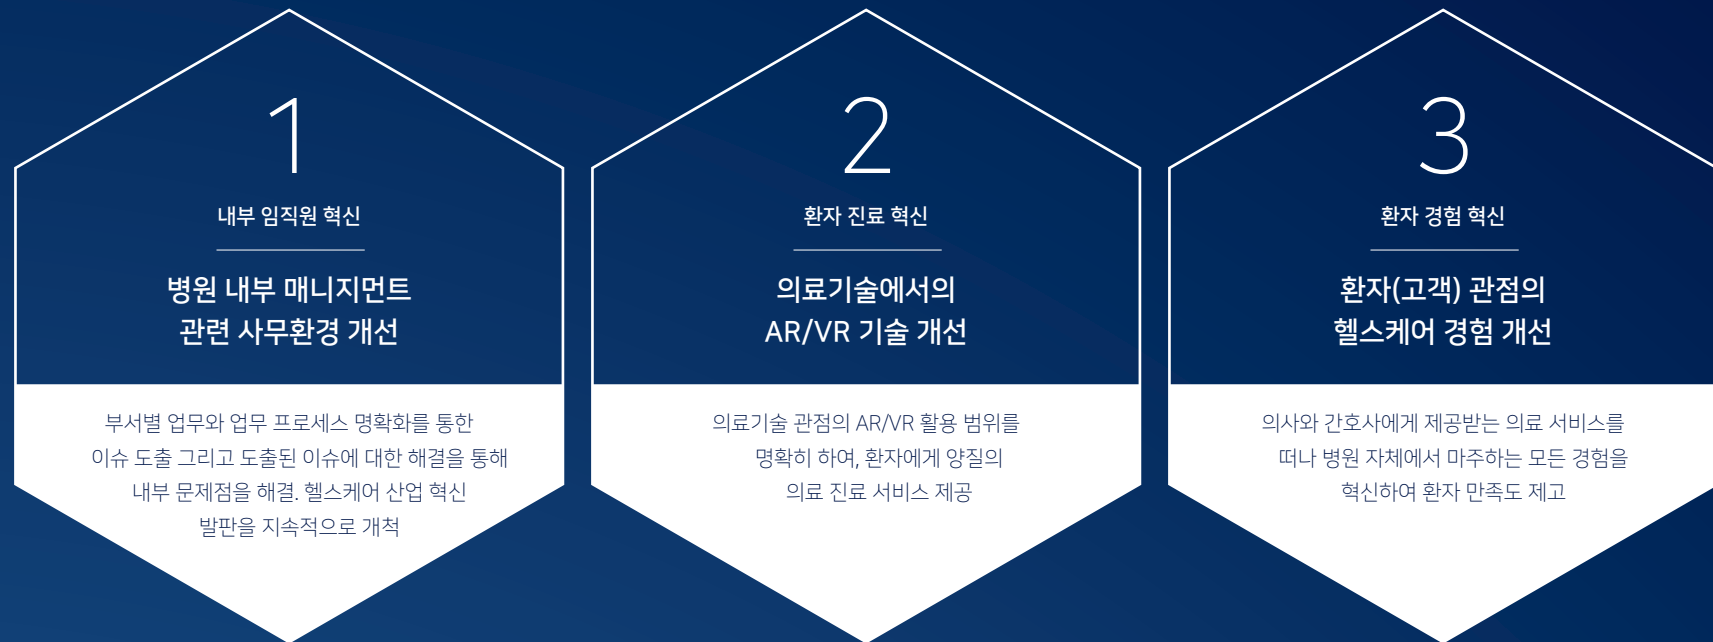 1
내부 임직원 혁신
병원 내부 매니지먼트
관련 사무환경 개선
부서별 업무와 업무 프로세스 명확화를 통한
이슈 도출 그리고 도출된 이슈에 대한 해결을 통해
내부 문제점을 해결. 헬스케어 산업 혁신
발판을 지속적으로 개척
2
환자 진료 혁신
의료기술에서의
AR/VR 기술 개선
의료기술 관점의 AR/VR 활용 범위를
명확히 하여, 환자에게 양질의
의료 진료 서비스 제공
3
환자 경험 혁신
환자(고객) 관점의
헬스케어 경험 개선
의사와 간호사에게 제공받는 의료 서비스를
떠나 병원 자체에서 마주하는 모든 경험을
혁신하여 환자 만족도 제고